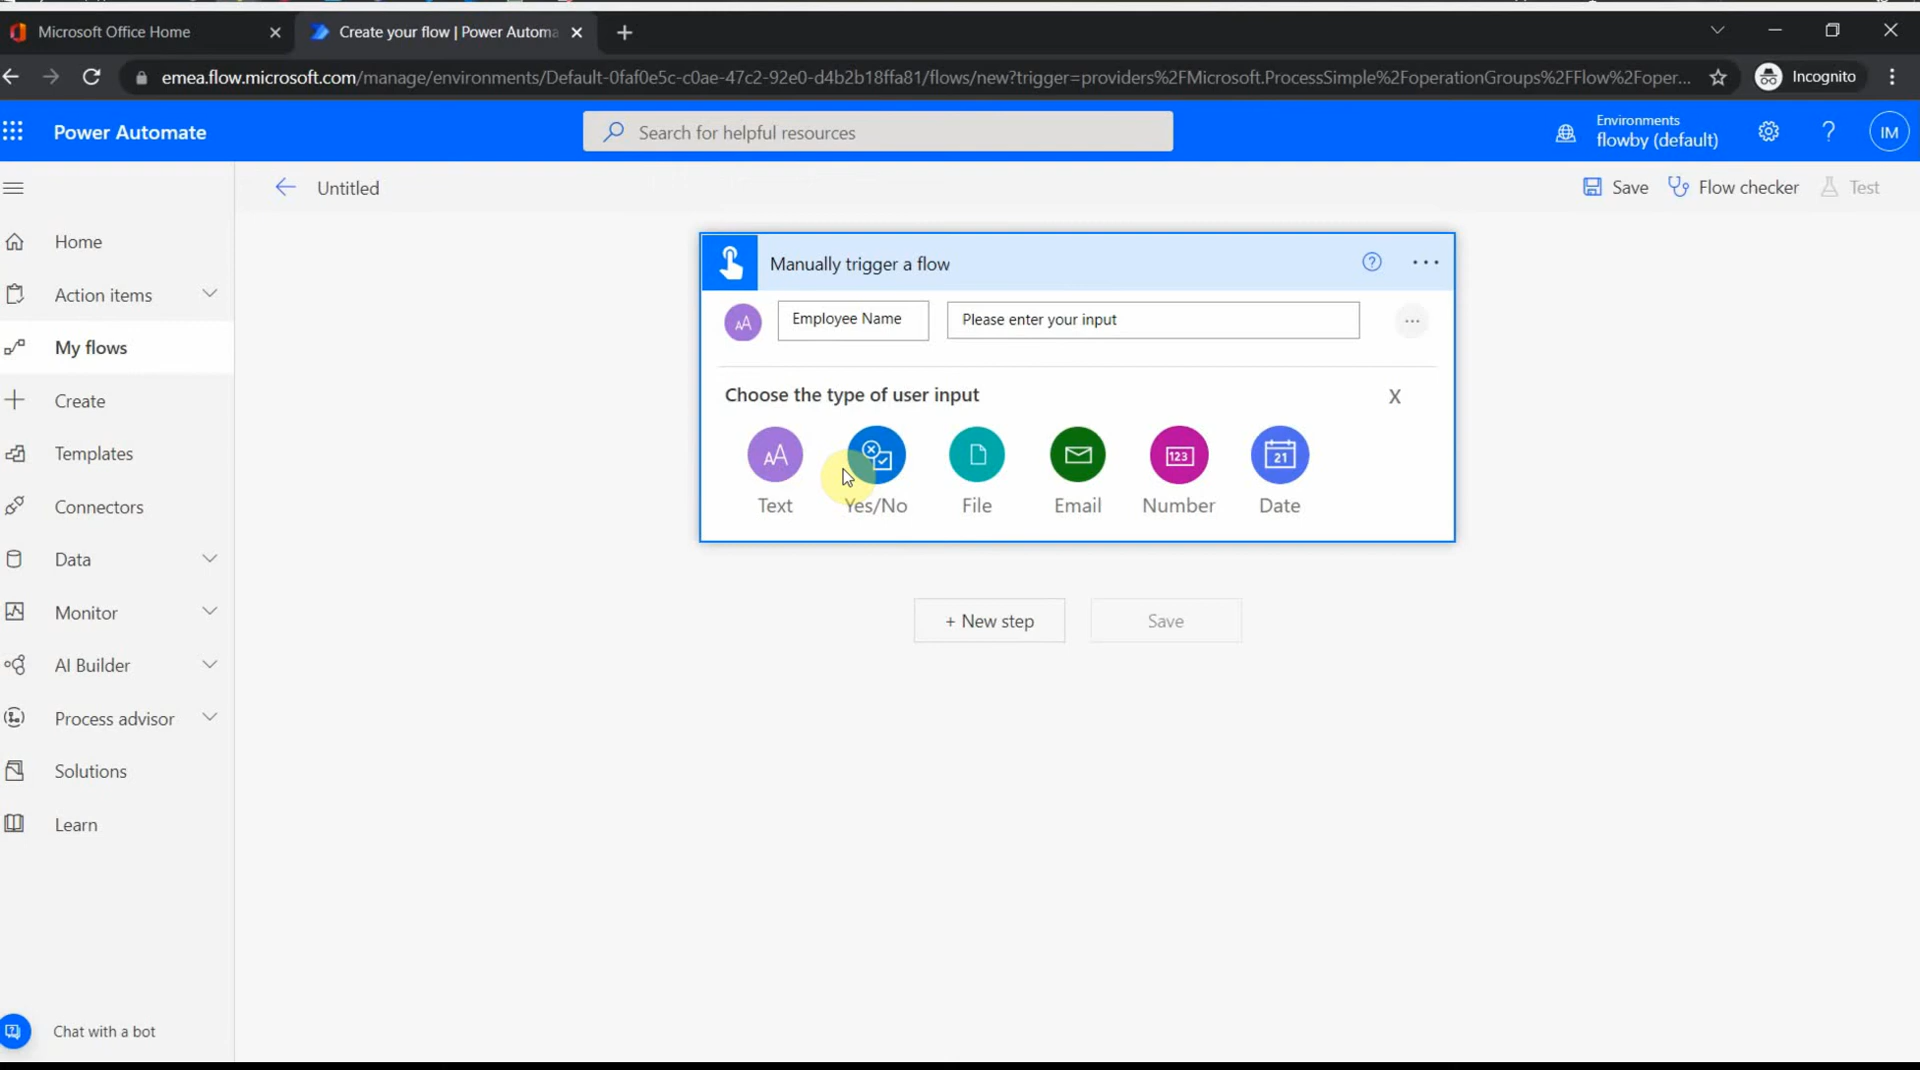 Microsoft Office Home
Create your flow | Power Automa
emea.flow.microsoft.com/manage/environments/Default-0faf0e5c-c0ae-47c2-92e0-d4b2b18ffa81/flows/new?trigger=providers%2FMicrosoft.ProcessSimple%2FoperationGroups%2FFlow%2Foper...
Incognito
Power Automate
Search for helpful resources
Environments
flowby (default)
?
IM
Untitled
Save
Flow checker
Test
Home
Action items
My flows
Create
Templates
Connectors
Data
Monitor
AI Builder
Process advisor
Solutions
Learn
Chat with a bot
Manually trigger a flow
?
...
AA
Employee Name
Please enter your input
...
Choose the type of user input
X
AA
123
21
Text
Yes/No
File
Email
Number
Date
+ New step
Save